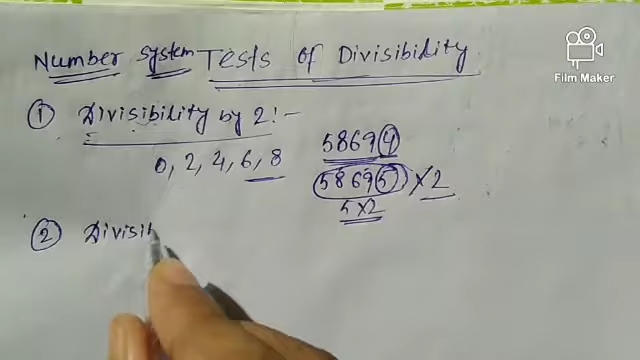 Number system Tests of Divisibility
Film Maker
① Divisibility by 2:-
0, 2, 4, 6, 8
58694
58695 × 2
5×2
② Divisib